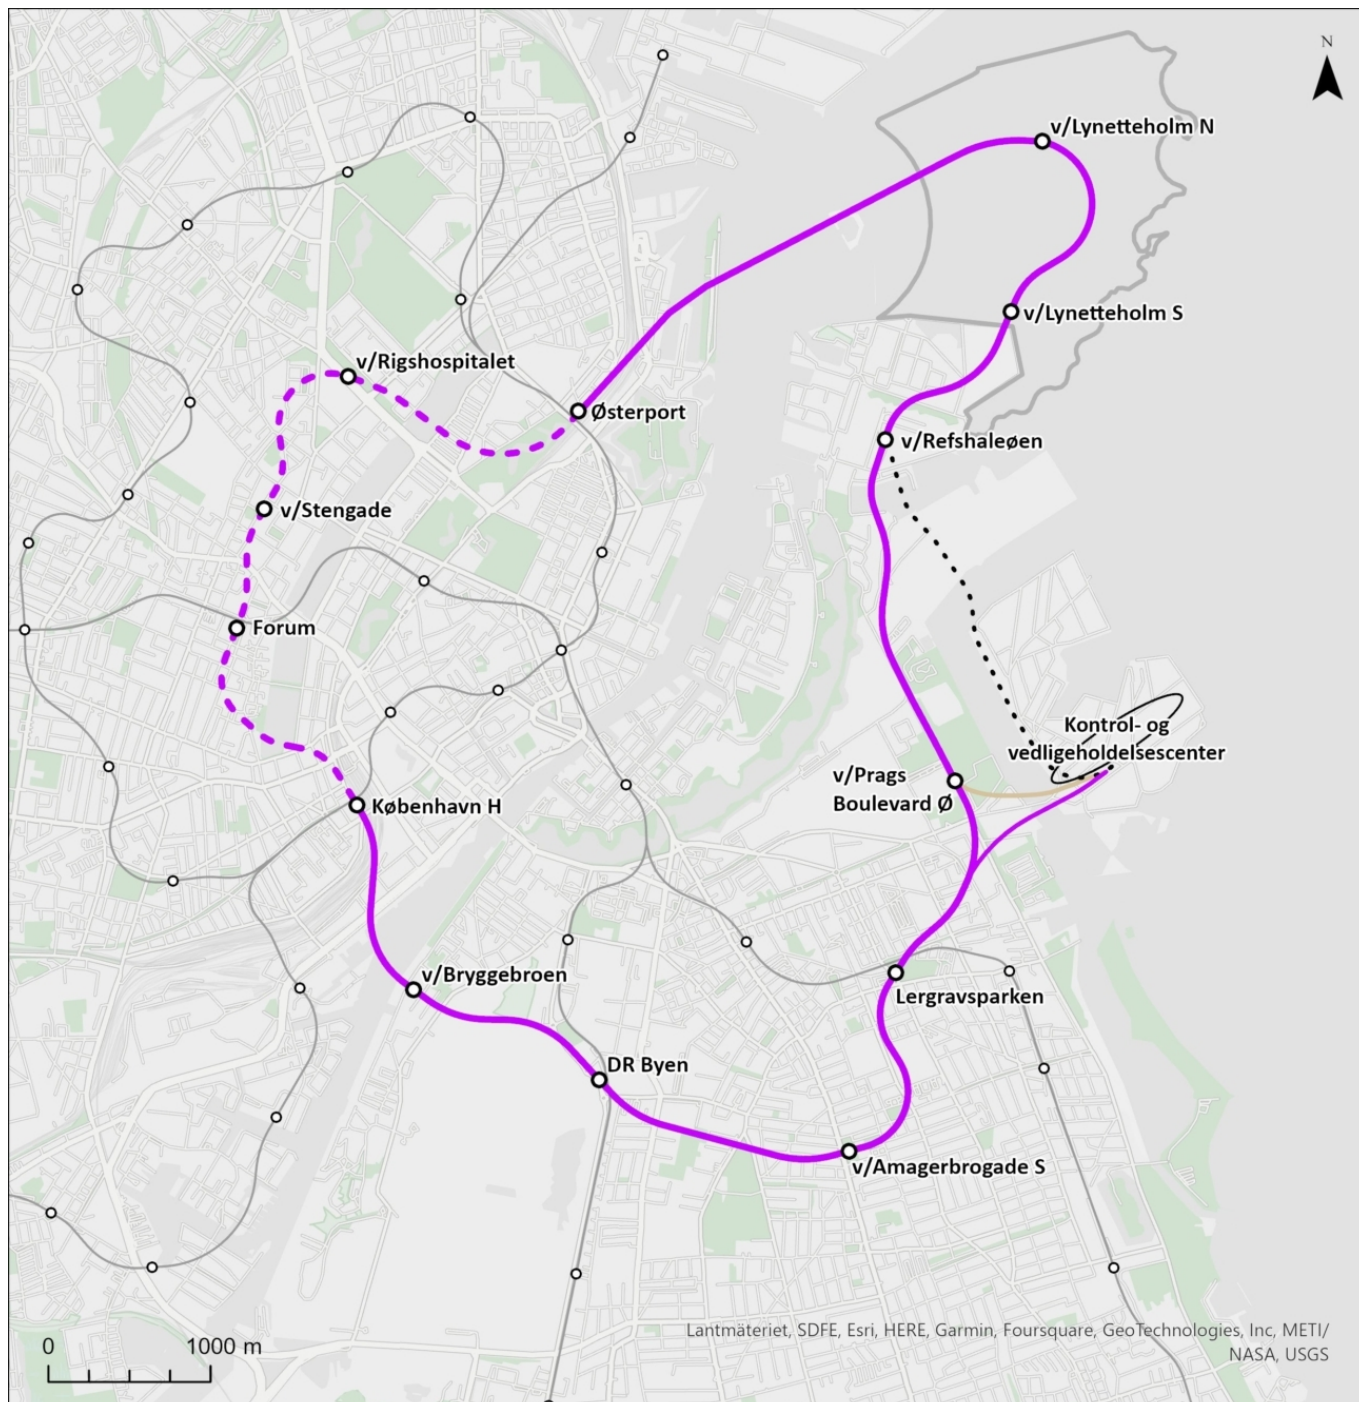 N
v/Lynetteholm N
v/Lynetteholm S
v/Rigshospitalet
Østerport
v/Refshaleøen
v/Stengade
Forum
Kontrol- og
vedligeholdelsescenter
v/Prags
Boulevard Ø
København H
v/Bryggebroen
Lergravsparken
DR Byen
v/Amagerbrogade S
0 1000 m
Lantmäteriet, SDFE, Esri, HERE, Garmin, Foursquare, GeoTechnologies, Inc, METI/
NASA, USGS